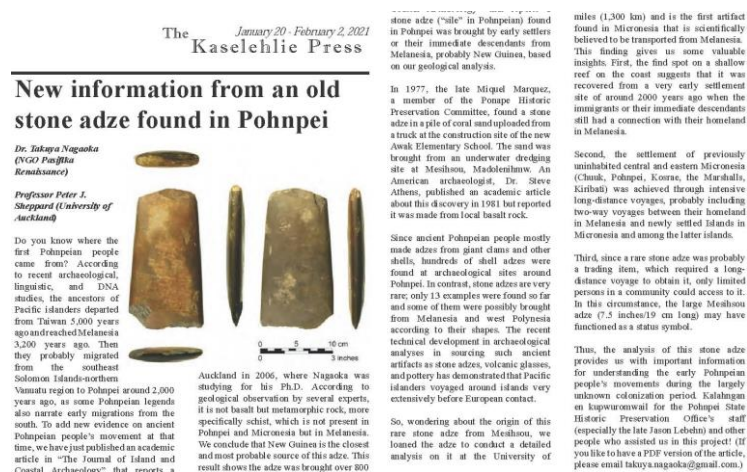 The
Kaselehlie Press
January 20 - February 2, 2021
New information from an old
stone adze found in Pohnpei
Dr. Takuya Nagaoka
(NGO Pasifika
Renaissance)
Professor Peter J.
Sheppard (University of
Auckland)
Do you know where the
first Pohnpeian people
came from? According
to recent archaeological,
linguistic, and DNA
studies, the ancestors of
Pacific islanders departed
from Taiwan 5,000 years
ago and reached Melanesia
3,200 years ago. Then
they probably migrated
from the southeast
Solomon Islands-northern
Vanuatu region to Pohnpei around 2,000
years ago, as some Pohnpeian legends
also narrate early migrations from the
south. To add new evidence on ancient
Pohnpeian people's movement at that
time, we have just published an academic
article in "The Journal of Island and
Coastal Archaeology" that reports a
0 5 10 cm
0 3 inches
Auckland in 2006, where Nagaoka was
studying for his Ph.D. According to
geological observation by several experts,
it is not basalt but metamorphic rock, more
specifically schist, which is not present in
Pohnpei and Micronesia but in Melanesia.
We conclude that New Guinea is the closest
and most probable source of this adze. This
result shows the adze was brought over 800
stone adze ("sile" in Pohnpeian) found
in Pohnpei was brought by early settlers
or their immediate descendants from
Melanesia, probably New Guinea, based
on our geological analysis.
In 1977, the late Miquel Marquez,
a member of the Ponape Historic
Preservation Committee, found a stone
adze in a pile of coral sand uploaded from
a truck at the construction site of the new
Awak Elementary School. The sand was
brought from an underwater dredging
site at Mesihsou, Madolenihmw. An
American archaeologist, Dr. Steve
Athens, published an academic article
about this discovery in 1981 but reported
it was made from local basalt rock.
Since ancient Pohnpeian people mostly
made adzes from giant clams and other
shells, hundreds of shell adzes were
found at archaeological sites around
Pohnpei. In contrast, stone adzes are very
rare; only 13 examples were found so far
and some of them were possibly brought
from Melanesia and west Polynesia
according to their shapes. The recent
technical development in archaeological
analyses in sourcing such ancient
artifacts as stone adzes, volcanic glasses,
and pottery has demonstrated that Pacific
islanders voyaged around islands very
extensively before European contact.
So, wondering about the origin of this
rare stone adze from Mesihsou, we
loaned the adze to conduct a detailed
analysis on it at the University of
miles (1,300 km) and is the first artifact
found in Micronesia that is scientifically
believed to be transported from Melanesia.
This finding gives us some valuable
insights. First, the find spot on a shallow
reef on the coast suggests that it was
recovered from a very early settlement
site of around 2000 years ago when the
immigrants or their immediate descendants
still had a connection with their homeland
in Melanesia.
Second, the settlement of previously
uninhabited central and eastern Micronesia
(Chuuk, Pohnpei, Kosrae, the Marshalls,
Kiribati) was achieved through intensive
long-distance voyages, probably including
two-way voyages between their homeland
in Melanesia and newly settled Islands in
Micronesia and among the latter islands.
Third, since a rare stone adze was probably
a trading item, which required a long-
distance voyage to obtain it, only limited
persons in a community could access to it.
In this circumstance, the large Mesihsou
adze (7.5 inches/19 cm long) may have
functioned as a status symbol.
Thus, the analysis of this stone adze
provides us with important information
for understanding the early Pohnpeian
people's movements during the largely
unknown colonization period. Kalahngan
en kupwuromwail for the Pohnpei State
Historic Preservation Office's staff
(especially the late Jason Lebehn) and other
people who assisted us in this project! (If
you like to have a PDF version of the article,
please email takuya.nagaoka@gmail.com.)